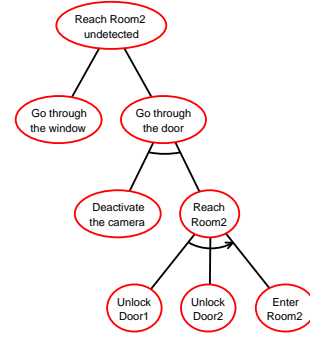 Reach Room2
undetected
Go through
the window
Go through
the door
Deactivate
the camera
Reach
Room2
Unlock
Door1
Unlock
Door2
Enter
Room2